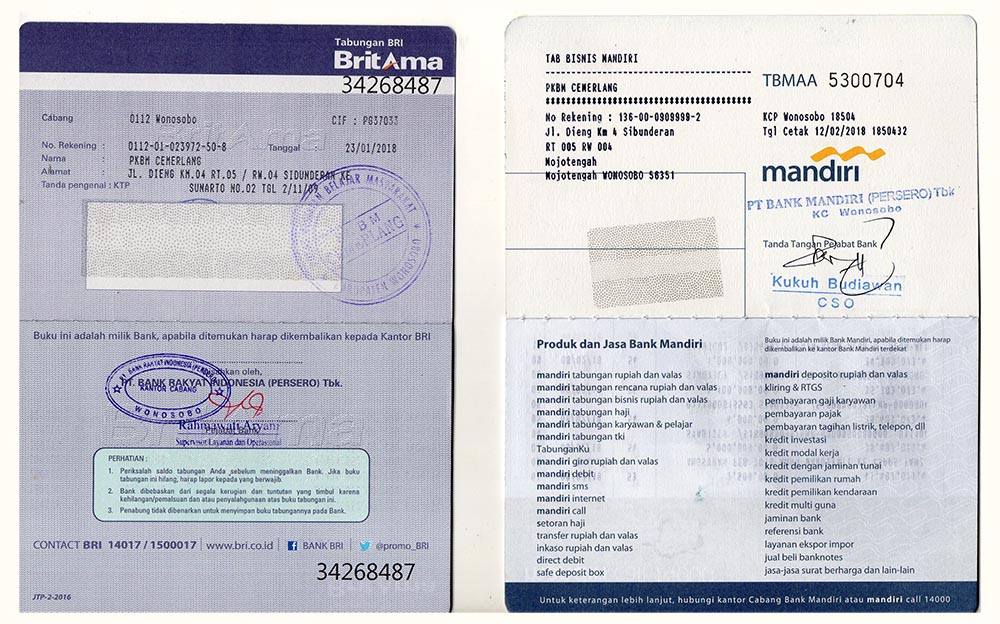 Tabungan BRI
BritAma
34268487
Cabang 0112 Wonosobo CIF : PG37033
No. Rekening : 0112-01-023972-50-8 Tanggal 23/01/2018
Nama : PKBM CEMERLANG
Alamat : JL. DIENG KM.04 RT.05 / RW.04 SIDUNDERAN KE
Tanda pengenal : KTP SUMARTO NO.02 TGL 2/11/09
BELAJAR MASYARAKAT
BM
WONOSOBO
Buku ini adalah milik Bank, apabila ditemukan harap dikembalikan kepada Kantor BRI
oleh,
PT. BANK RAKYAT INDONESIA (PERSERO) Tbk.
PT. BANK RAKYAT INDONESIA (PERSERO) Tbk.
KANTOR CABANG
WONOSOBO
Rahmawati Aryani
Pejabat Bank
Supervisor Layanan dan Operasional
PERHATIAN :
1. Periksalah saldo tabungan Anda sebelum meninggalkan Bank. Jika buku
tabungan ini hilang, harap lapor kepada yang berwajib.
2. Bank dibebaskan dari segala kerugian dan tuntutan yang timbul karena
kehilangan/pemalsuan dan atau penyalahgunaan atas buku tabungan ini.
3. Penabung tidak dibenarkan untuk menyimpan buku tabungannya pada Bank.
CONTACT BRI 14017 / 1500017 | www.bri.co.id | BANK BRI | @promo_BRI
34268487
JTP-2-2016
TAB BISNIS MANDIRI
PKBM CEMERLANG
No Rekening : 136-00-0909998-2
Jl. Dieng Km 4 Sibunderan
RT 005 RW 004
Mojotengah
Mojotengah WONOSOBO 56351
TBMAA 5300704
KCP Wonosobo 18504
Tgl Cetak 12/02/2018 1850432
mandiri
PT BANK MANDIRI (PERSERO) Tbk
KC Wonosobo
Tanda Tangan Pejabat Bank
Kukuh Budiawan
CSO
Produk dan Jasa Bank Mandiri
mandiri tabungan rupiah dan valas
mandiri tabungan rencana rupiah dan valas
mandiri tabungan bisnis rupiah dan valas
mandiri tabungan haji
mandiri tabungan karyawan & pelajar
mandiri tabungan tki
TabunganKu
mandiri giro rupiah dan valas
mandiri debit
mandiri sms
mandiri internet
mandiri call
setoran haji
transfer rupiah dan valas
inkaso rupiah dan valas
direct debit
safe deposit box
Buku ini adalah milik Bank Mandiri, apabila ditemukan harap
dikembalikan ke kantor Bank Mandiri terdekat
mandiri deposito rupiah dan valas
kliring & RTGS
pembayaran gaji karyawan
pembayaran pajak
pembayaran tagihan listrik, telepon, dll
kredit investasi
kredit modal kerja
kredit dengan jaminan tunai
kredit pemilikan rumah
kredit pemilikan kendaraan
kredit multi guna
jaminan bank
referensi bank
layanan ekspor impor
jual beli banknotes
jasa-jasa surat berharga dan lain-lain
Untuk keterangan lebih lanjut, hubungi kantor Cabang Bank Mandiri atau mandiri call 14000